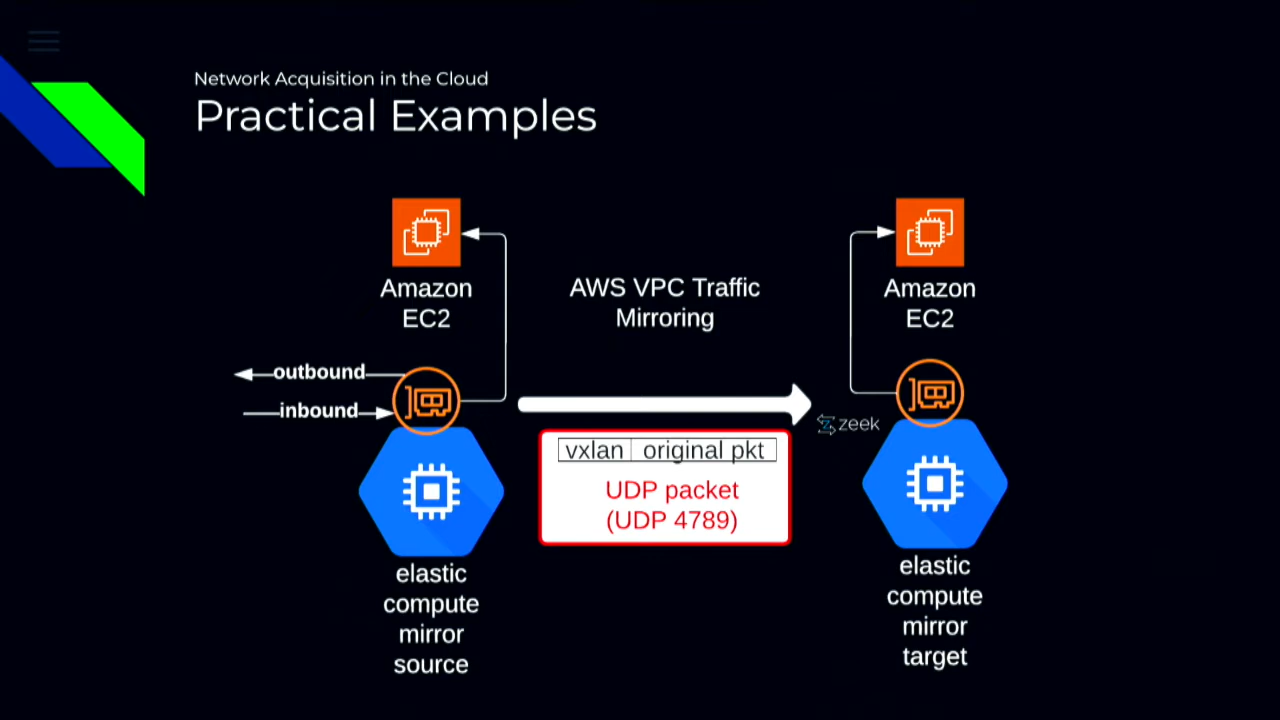 Network Acquisition in the Cloud
Practical Examples
Amazon
EC2
AWS VPC Traffic
Mirroring
Amazon
EC2
outbound
inbound
zeek
vxlan original pkt
UDP packet
(UDP 4789)
elastic
compute
mirror
source
elastic
compute
mirror
target